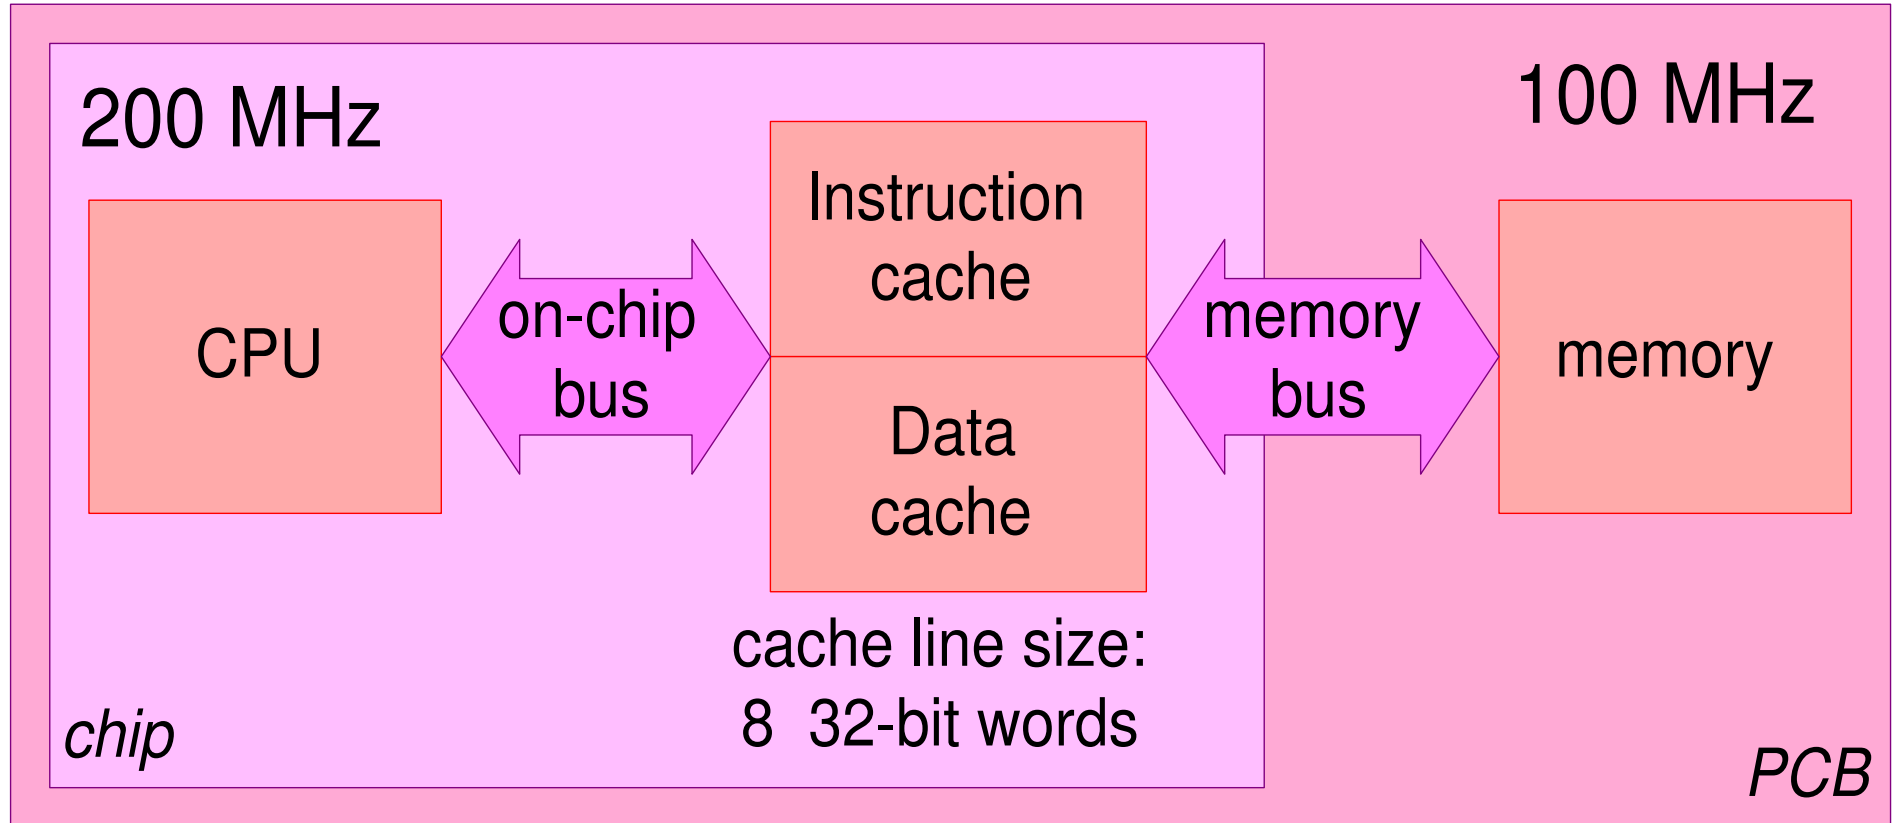 200 MHz
100 MHz
CPU
on-chip
bus
Instruction
cache
Data
cache
memory
bus
memory
cache line size:
8  32-bit words
chip
PCB